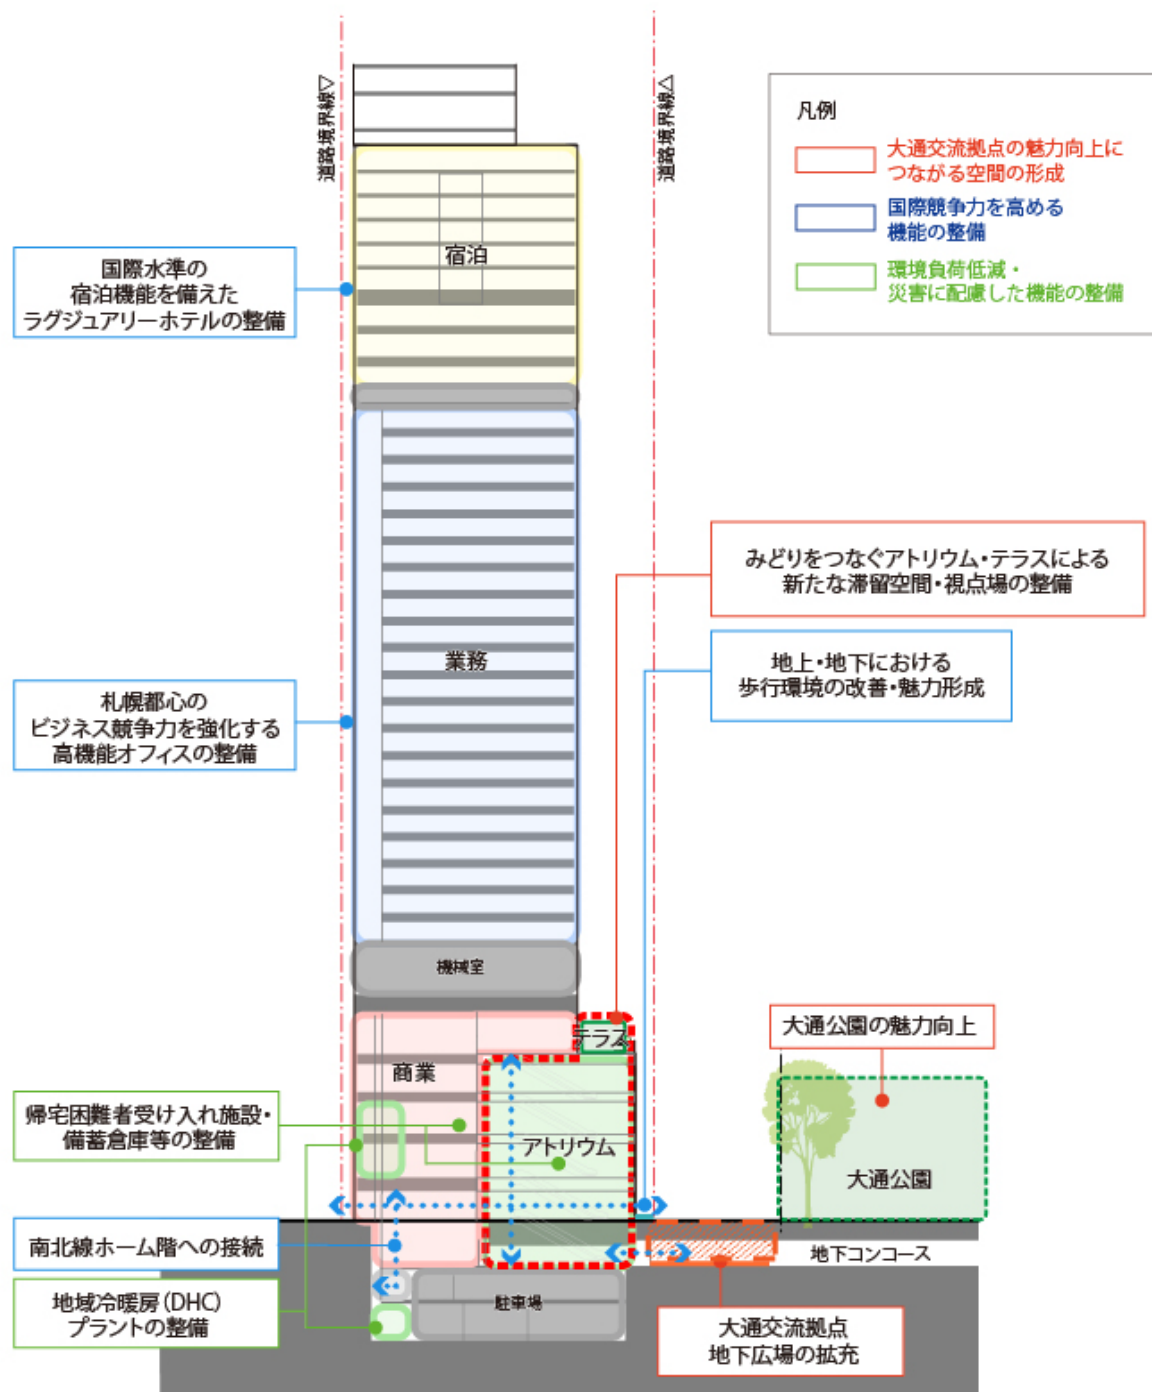 道路境界線▽
道路境界線△
凡例
大通交流拠点の魅力向上に
つながる空間の形成
国際競争力を高める
機能の整備
環境負荷低減・
災害に配慮した機能の整備
宿泊
国際水準の
宿泊機能を備えた
ラグジュアリーホテルの整備
みどりをつなぐアトリウム・テラスによる
新たな滞留空間・視点場の整備
業務
地上・地下における
歩行環境の改善・魅力形成
札幌都心の
ビジネス競争力を強化する
高機能オフィスの整備
機械室
テラス
大通公園の魅力向上
商業
帰宅困難者受け入れ施設・
備蓄倉庫等の整備
アトリウム
大通公園
南北線ホーム階への接続
地下コンコース
地域冷暖房(DHC)
プラントの整備
駐車場
大通交流拠点
地下広場の拡充